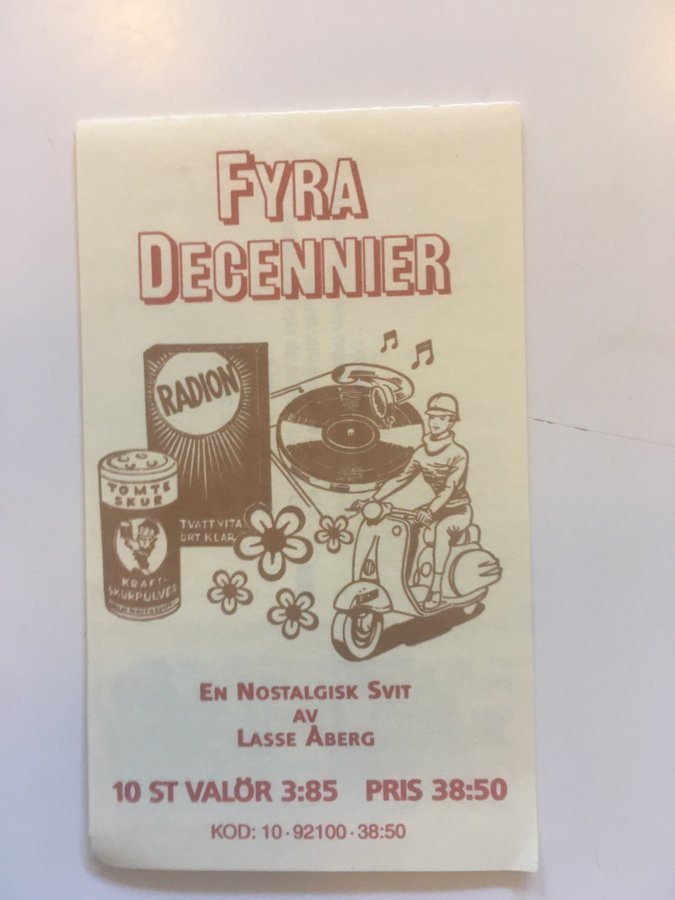 FYRA
DECENNIER
RADION
TOMTE
SKUR
TVÄTT VITA
ORT KLAR
KRAFT-
SKURPULVER
EN NOSTALGISK SVIT
AV
LASSE ÅBERG
10 ST VALÖR 3:85 PRIS 38:50
KOD: 10·92100·38:50